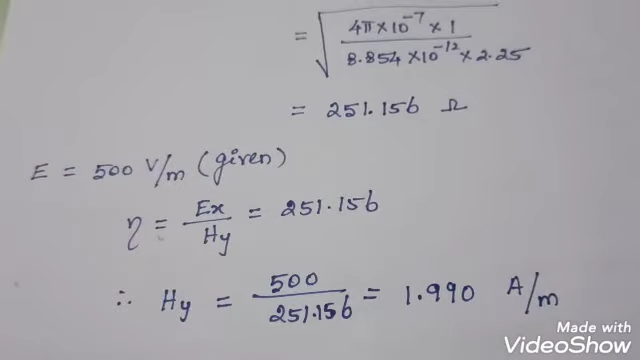 = √(4π×10⁻⁷ × 1 / 8.854 ×10⁻¹² × 2.25)
= 251.156 Ω
E = 500 V/m (given)
η = Ex/Hy = 251.156
∴ Hy = 500/251.156 = 1.990 A/m
Made with
VideoShow